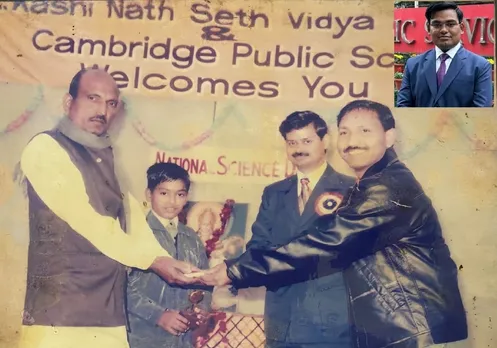 Kashi Nath Seth Vidya
&
Cambridge Public Sc
Welcomes You
NATIONAL SCIENCE D